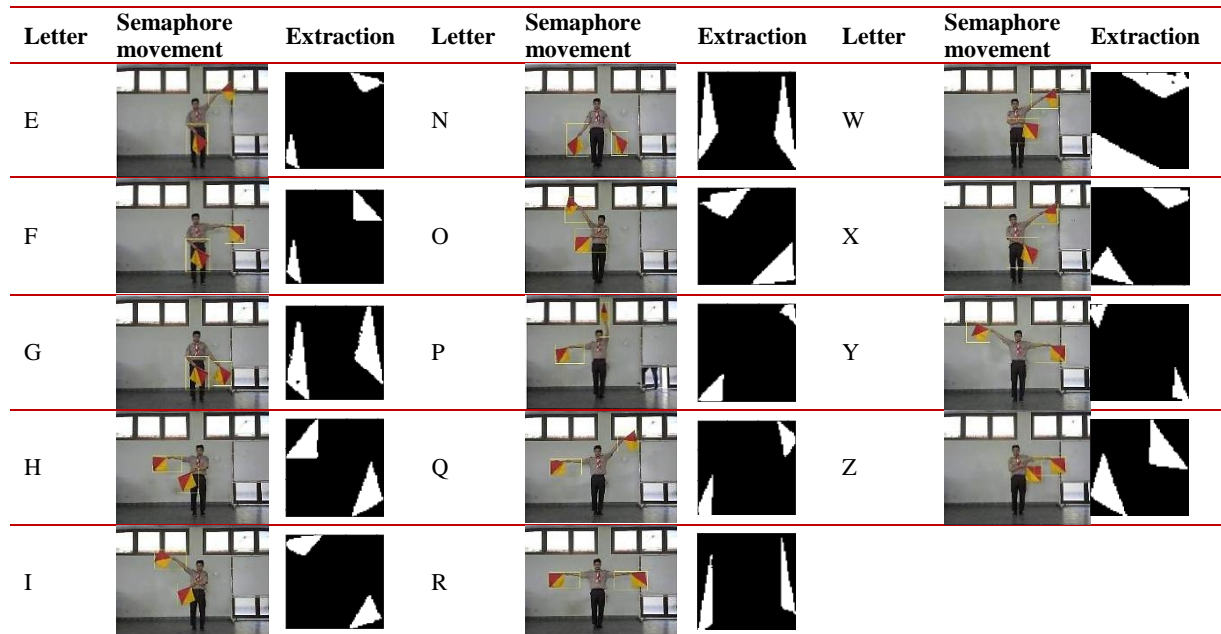 Letter Semaphore movement Extraction Letter Semaphore movement Extraction Letter Semaphore movement Extraction
E N W
F O X
G P Y
H Q Z
I R